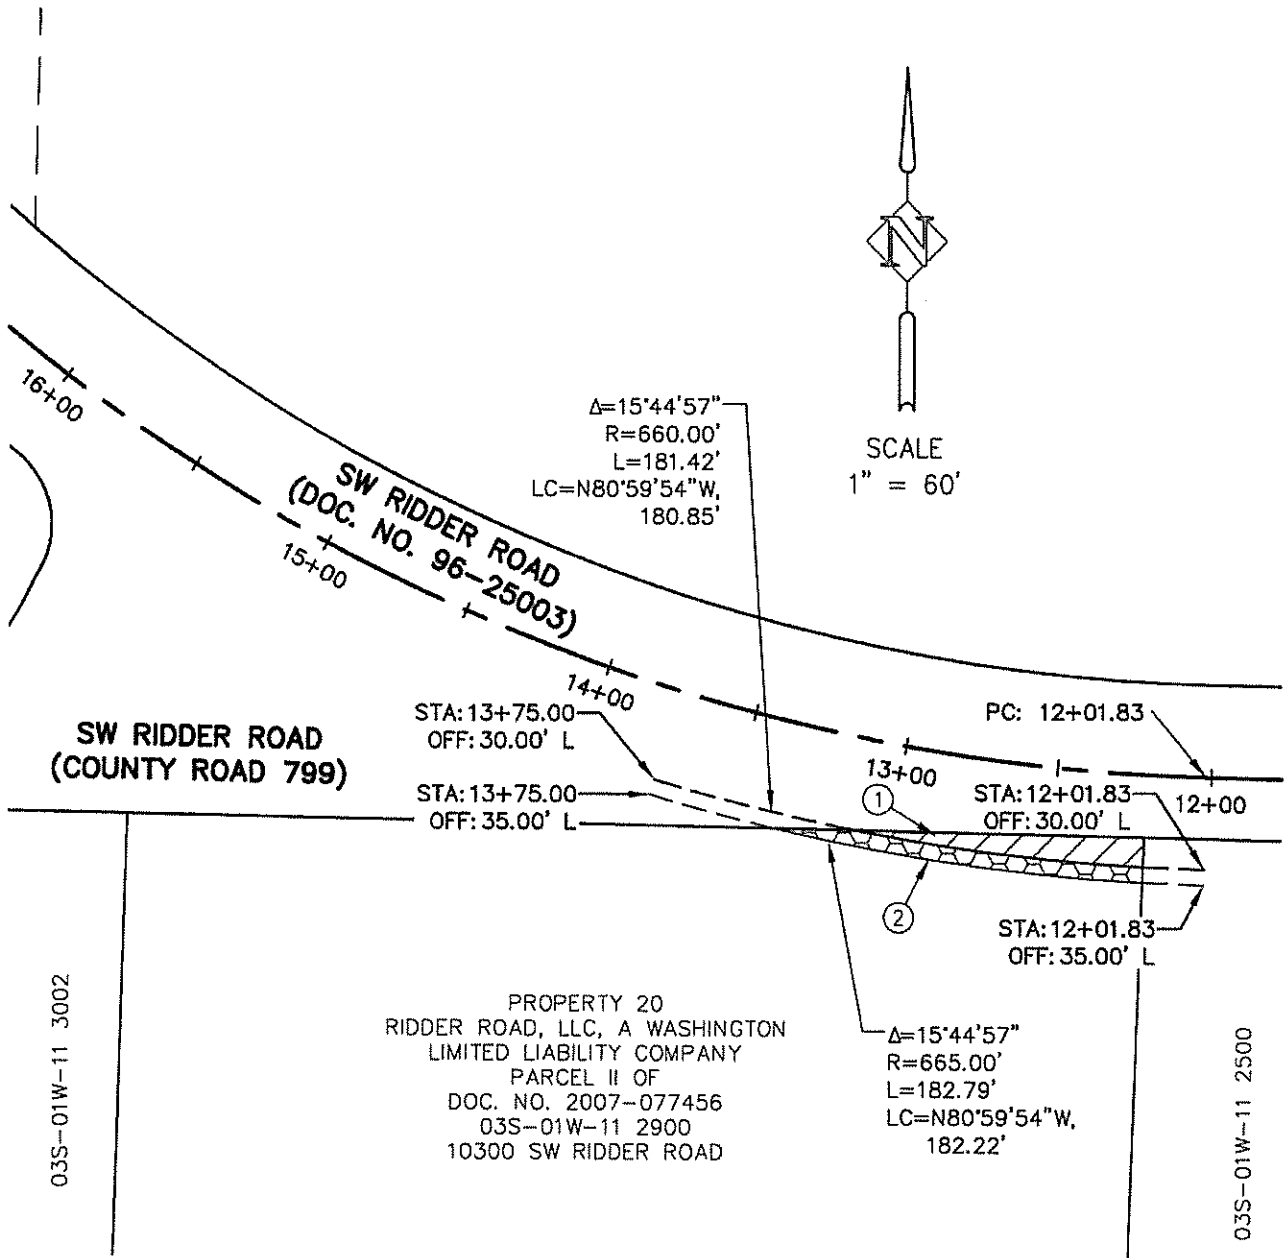 N
SCALE
1" = 60'
Δ=15°44'57"
R=660.00'
L=181.42'
LC=N80°59'54"W,
180.85'
16+00
15+00
14+00
13+00
12+00
SW RIDDER ROAD
(DOC. NO. 96-25003)
SW RIDDER ROAD
(COUNTY ROAD 799)
STA:13+75.00
OFF:30.00' L
STA:13+75.00
OFF:35.00' L
PC: 12+01.83
STA:12+01.83
OFF:30.00' L
1
2
STA:12+01.83
OFF:35.00' L
Δ=15°44'57"
R=665.00'
L=182.79'
LC=N80°59'54"W,
182.22'
PROPERTY 20
RIDDER ROAD, LLC, A WASHINGTON
LIMITED LIABILITY COMPANY
PARCEL II OF
DOC. NO. 2007-077456
03S-01W-11 2900
10300 SW RIDDER ROAD
03S-01W-11 3002
03S-01W-11 2500